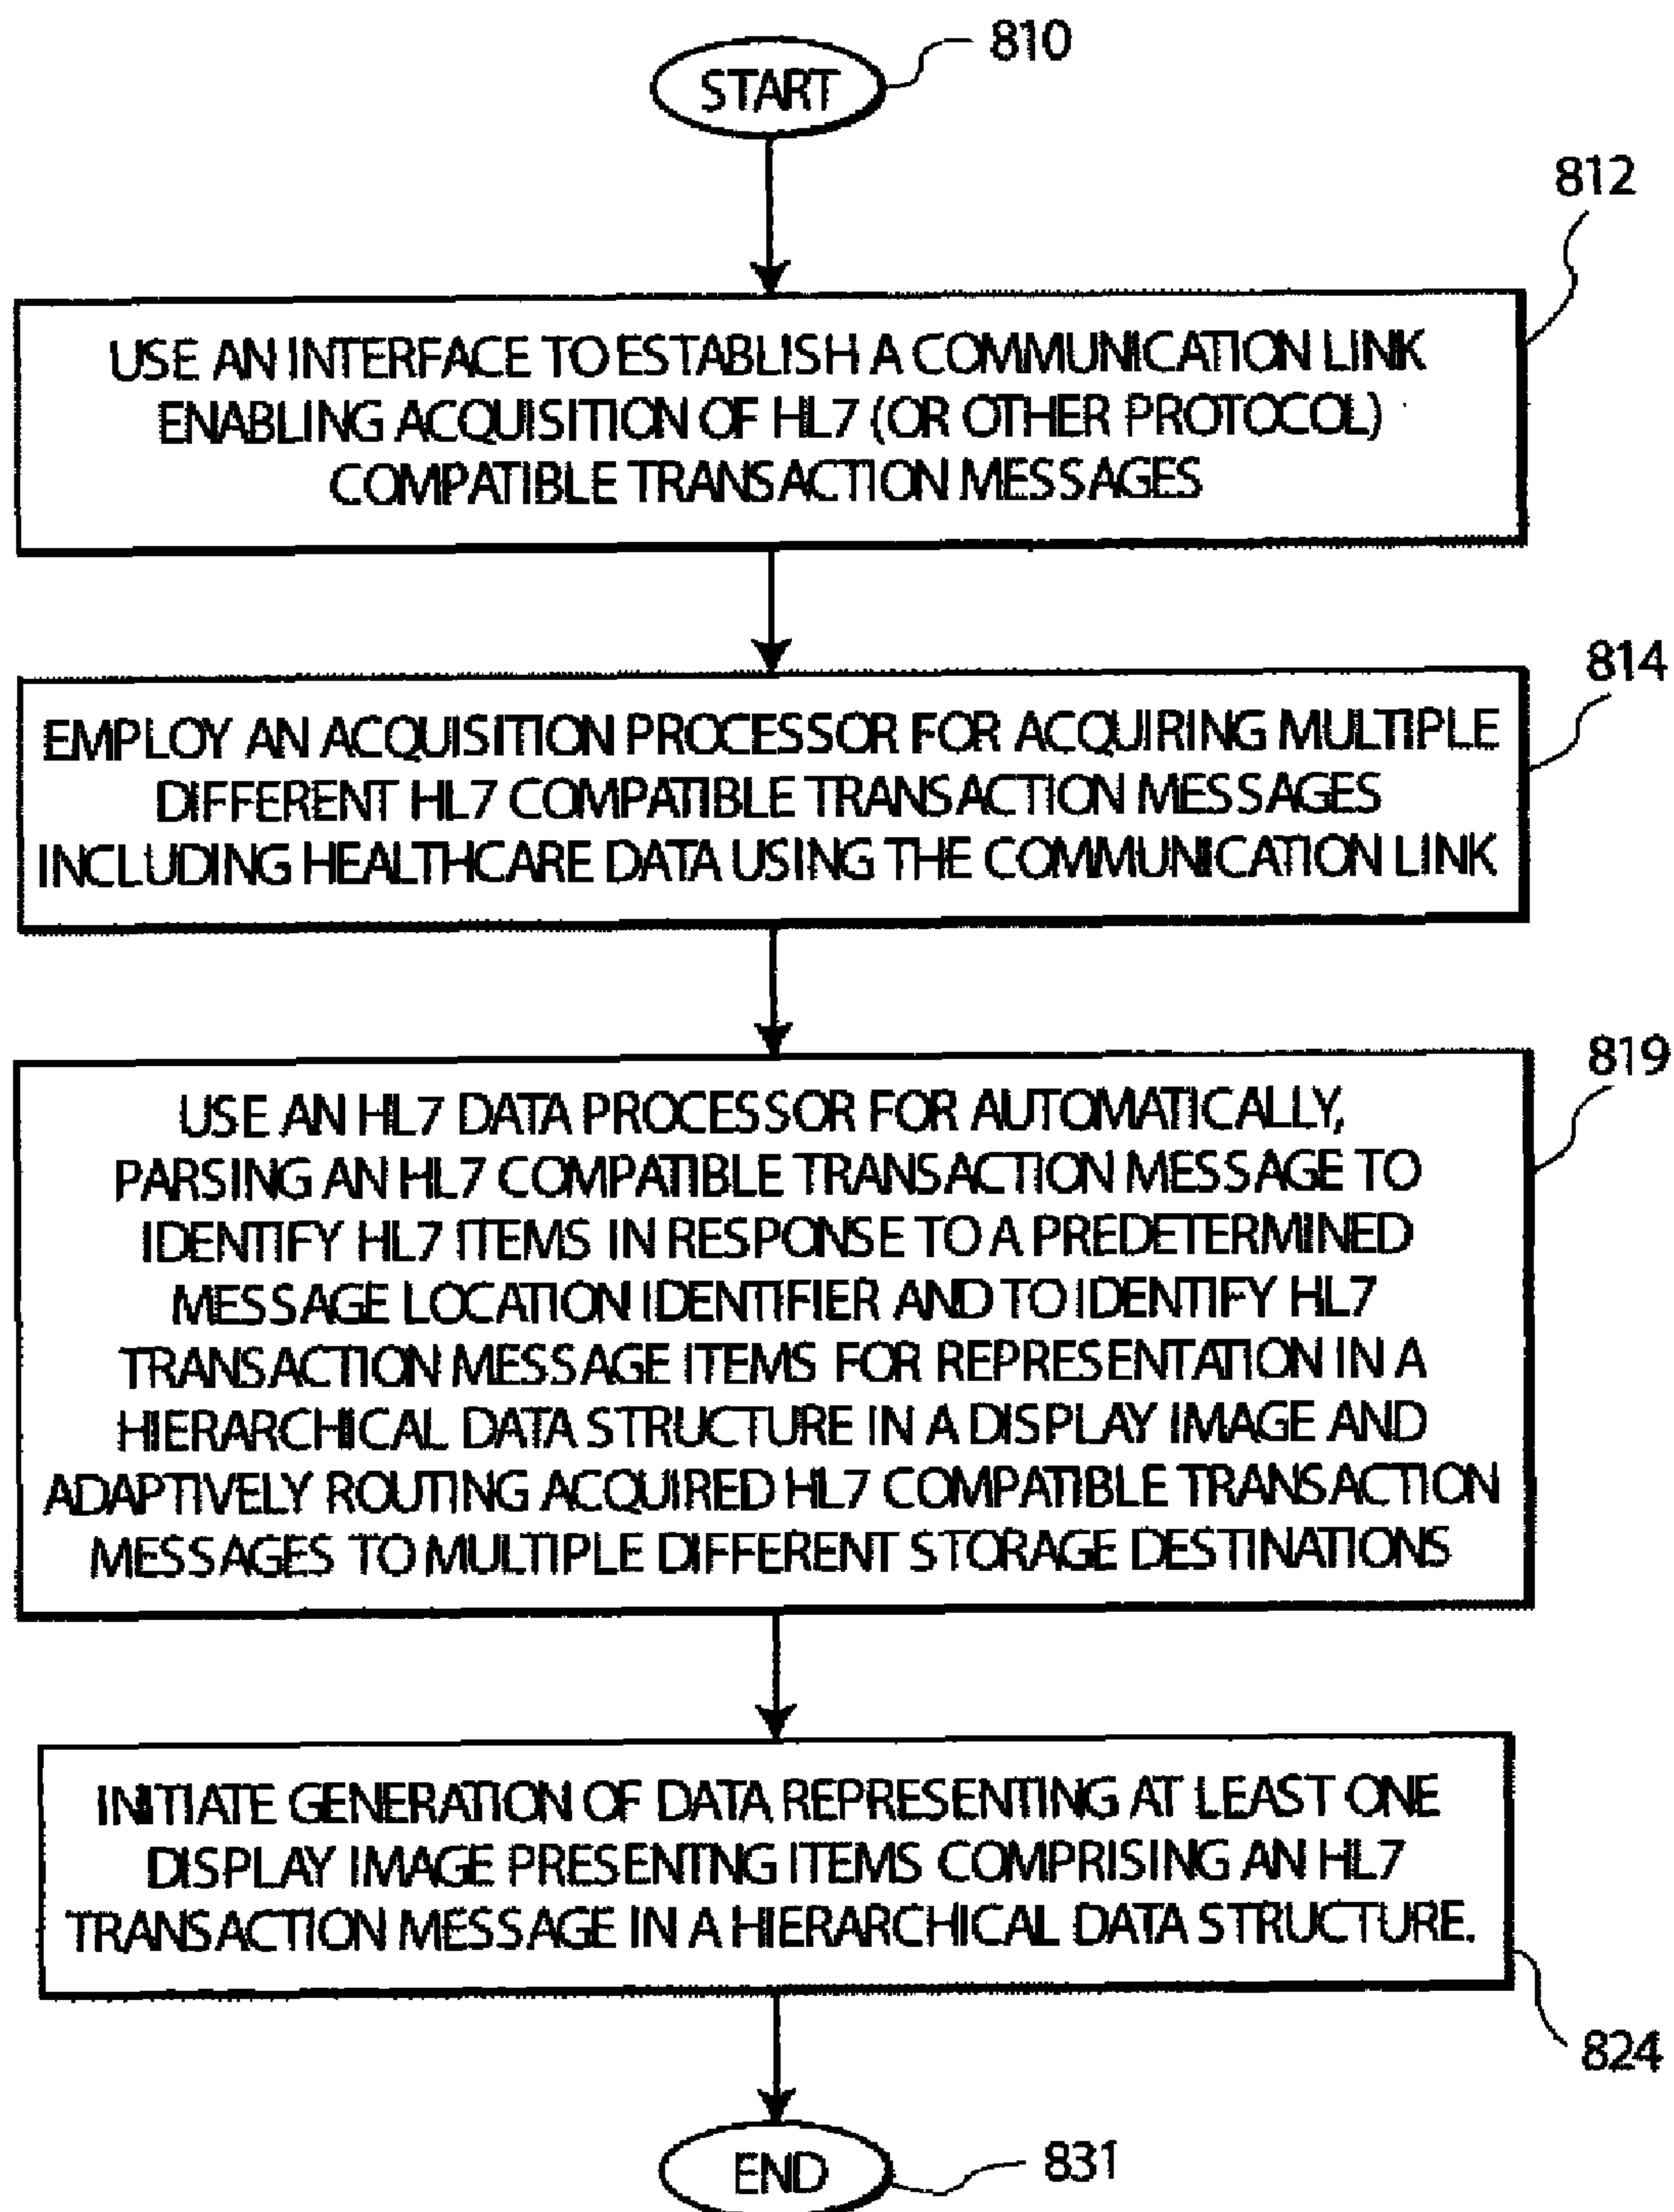 START
810
812
USE AN INTERFACE TO ESTABLISH A COMMUNICATION LINK
ENABLING ACQUISITION OF HL7 (OR OTHER PROTOCOL)
COMPATIBLE TRANSACTION MESSAGES
814
EMPLOY AN ACQUISITION PROCESSOR FOR ACQUIRING MULTIPLE
DIFFERENT HL7 COMPATIBLE TRANSACTION MESSAGES
INCLUDING HEALTHCARE DATA USING THE COMMUNICATION LINK
819
USE AN HL7 DATA PROCESSOR FOR AUTOMATICALLY,
PARSING AN HL7 COMPATIBLE TRANSACTION MESSAGE TO
IDENTIFY HL7 ITEMS IN RESPONSE TO A PREDETERMINED
MESSAGE LOCATION IDENTIFIER AND TO IDENTIFY HL7
TRANSACTION MESSAGE ITEMS FOR REPRESENTATION IN A
HIERARCHICAL DATA STRUCTURE IN A DISPLAY IMAGE AND
ADAPTIVELY ROUTING ACQUIRED HL7 COMPATIBLE TRANSACTION
MESSAGES TO MULTIPLE DIFFERENT STORAGE DESTINATIONS
INITIATE GENERATION OF DATA REPRESENTING AT LEAST ONE
DISPLAY IMAGE PRESENTNG ITEMS COMPRISING AN HL7
TRANSACTION MESSAGE IN A HIERARCHICAL DATA STRUCTURE.
824
END
831